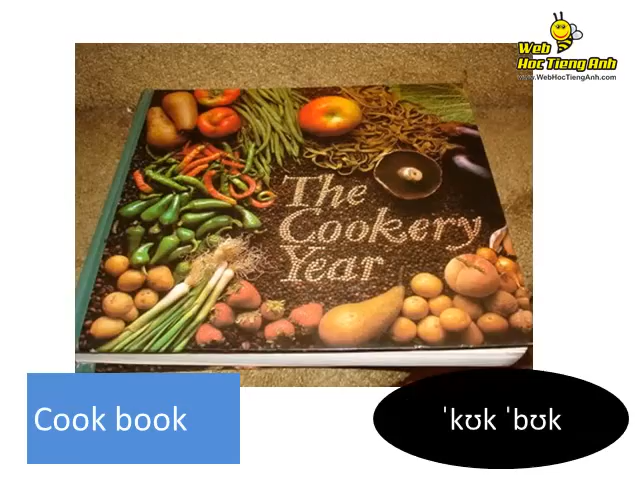 Web
Hoc Tieng Anh
www.WebHocTiengAnh.com
The
Cookery
Year
Cook book
ˈkʊk ˈbʊk